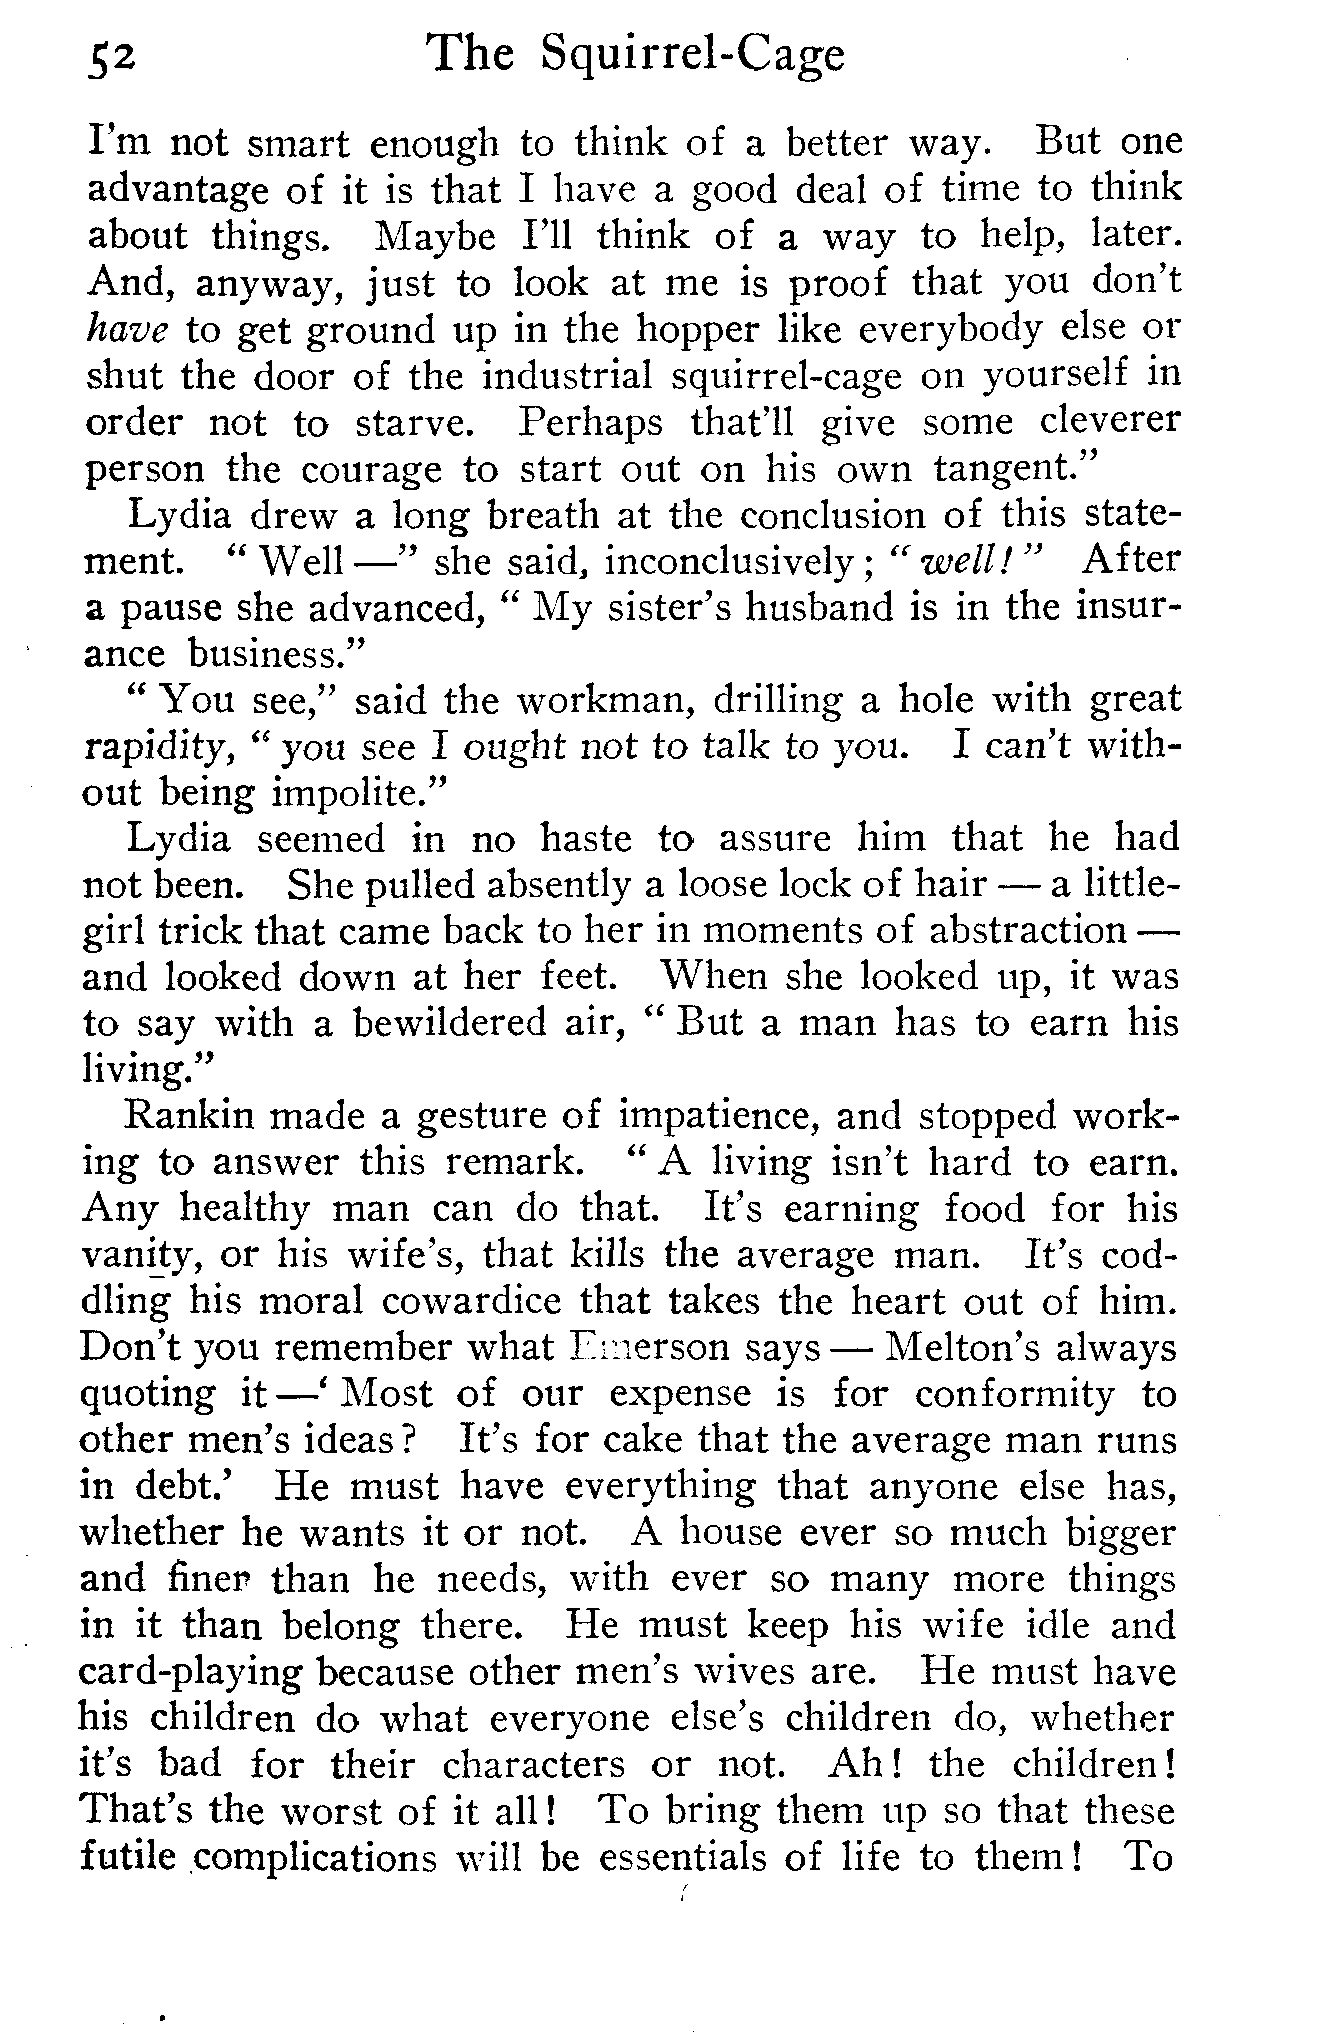 52 The Squirrel-Cage
I'm not smart enough to think of a better way. But one
advantage of it is that I have a good deal of time to think
about things. Maybe I'll think of a way to help, later.
And, anyway, just to look at me is proof that you don't
have to get ground up in the hopper like everybody else or
shut the door of the industrial squirrel-cage on yourself in
order not to starve. Perhaps that'll give some cleverer
person the courage to start out on his own tangent."
Lydia drew a long breath at the conclusion of this state-
ment. "Well—" she said, inconclusively; "well!" After
a pause she advanced, "My sister's husband is in the insur-
ance business."
"You see," said the workman, drilling a hole with great
rapidity, "you see I ought not to talk to you. I can't with-
out being impolite."
Lydia seemed in no haste to assure him that he had
not been. She pulled absently a loose lock of hair — a little-
girl trick that came back to her in moments of abstraction —
and looked down at her feet. When she looked up, it was
to say with a bewildered air, "But a man has to earn his
living."
Rankin made a gesture of impatience, and stopped work-
ing to answer this remark. "A living isn't hard to earn.
Any healthy man can do that. It's earning food for his
vanity, or his wife's, that kills the average man. It's cod-
dling his moral cowardice that takes the heart out of him.
Don't you remember what Emerson says — Melton's always
quoting it—'Most of our expense is for conformity to
other men's ideas? It's for cake that the average man runs
in debt.' He must have everything that anyone else has,
whether he wants it or not. A house ever so much bigger
and finer than he needs, with ever so many more things
in it than belong there. He must keep his wife idle and
card-playing because other men's wives are. He must have
his children do what everyone else's children do, whether
it's bad for their characters or not. Ah! the children!
That's the worst of it all! To bring them up so that these
futile complications will be essentials of life to them! To